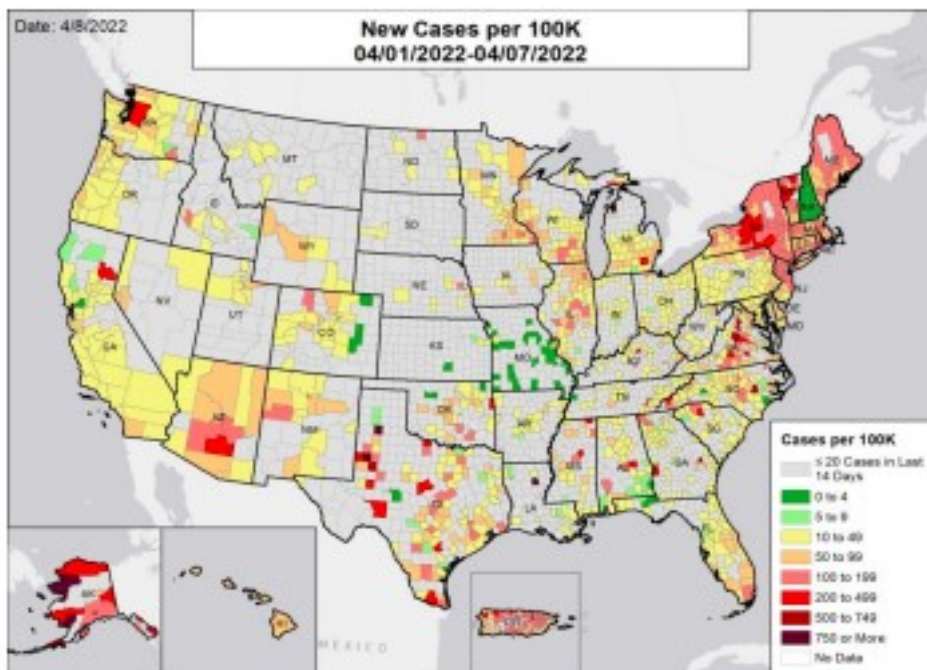 Date: 4/8/2022
New Cases per 100K
04/01/2022-04/07/2022
WA
MT
ND
MN
ME
OR
ID
SD
WI
MI
WY
IA
NE
PA
NJ
NV
UT
CO
IN
OH
DE
MD
CA
KS
MO
WV
KY
NC
TN
AZ
NM
OK
AR
SC
MS
AL
GA
LA
Cases per 100K
≤ 20 Cases in Last
14 Days
0 to 4
5 to 9
10 to 49
50 to 99
100 to 199
200 to 499
500 to 749
750 or More
No Data
AK
HI
MEXICO